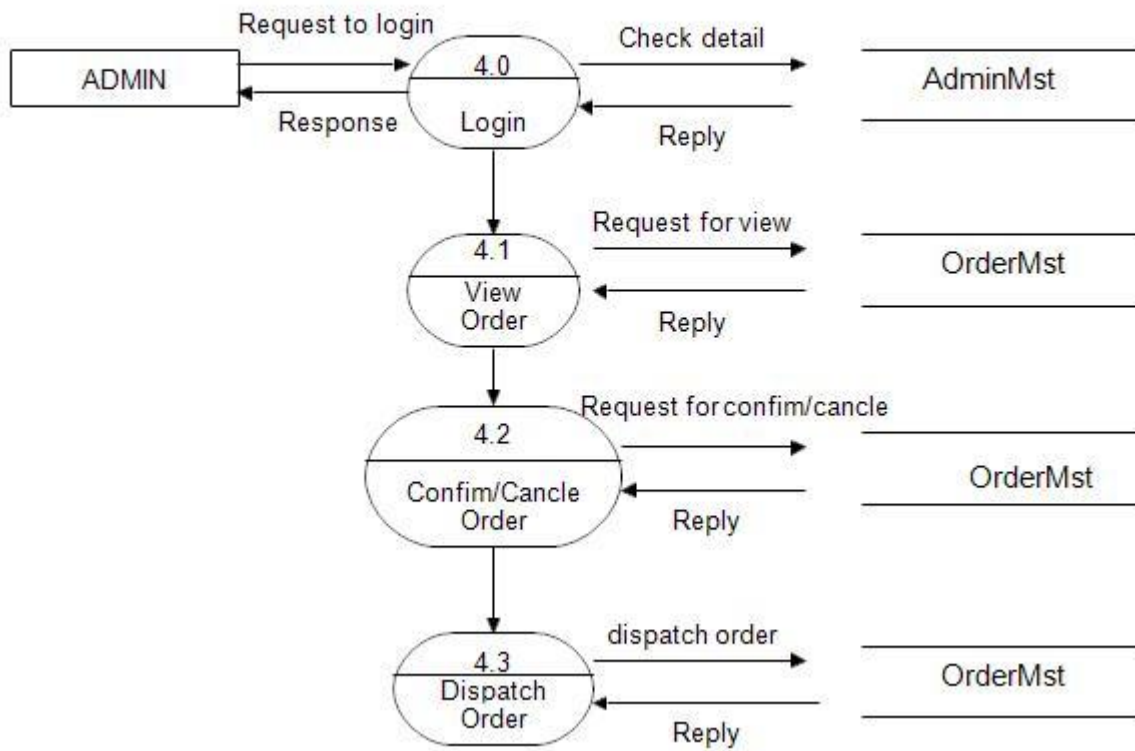 Request to login
ADMIN
Response
4.0
Login
Check detail
Reply
AdminMst
4.1
View
Order
Request for view
Reply
OrderMst
4.2
Confim/Cancle
Order
Request for confim/cancle
Reply
OrderMst
4.3
Dispatch
Order
dispatch order
Reply
OrderMst